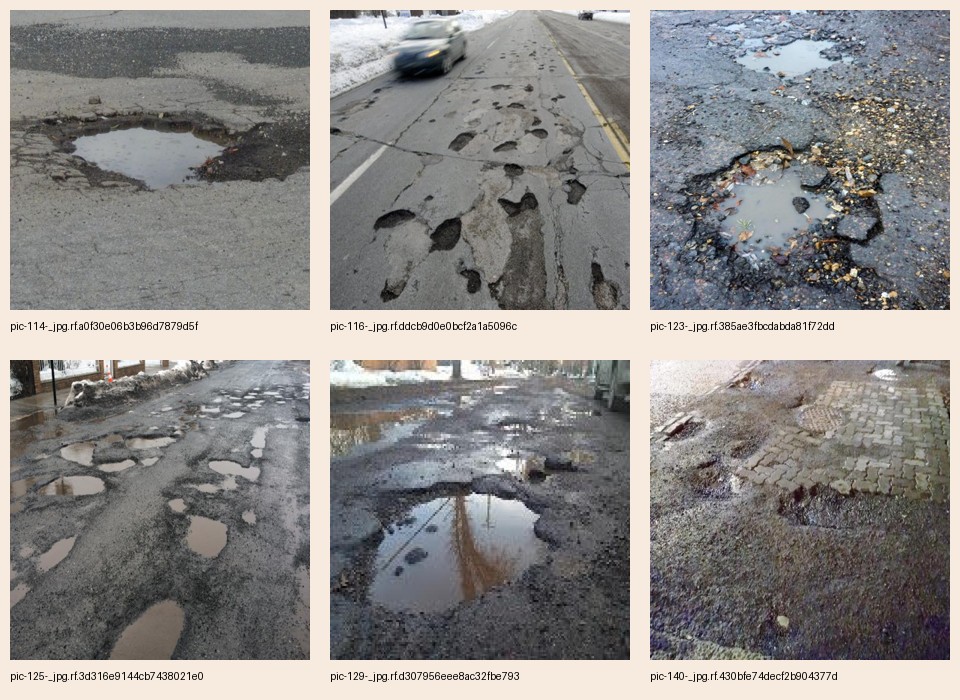 pic-114-_jpg.rf.a0f30e06b3b96d7879d5f
pic-116-_jpg.rf.ddcb9d0e0bcf2a1a5096c
pic-123-_jpg.rf.385ae3fbcdabda81f72dd
pic-125-_jpg.rf.3d316e9144cb7438021e0
pic-129-_jpg.rf.d307956eee8ac32fbe793
pic-140-_jpg.rf.430bfe74decf2b904377d